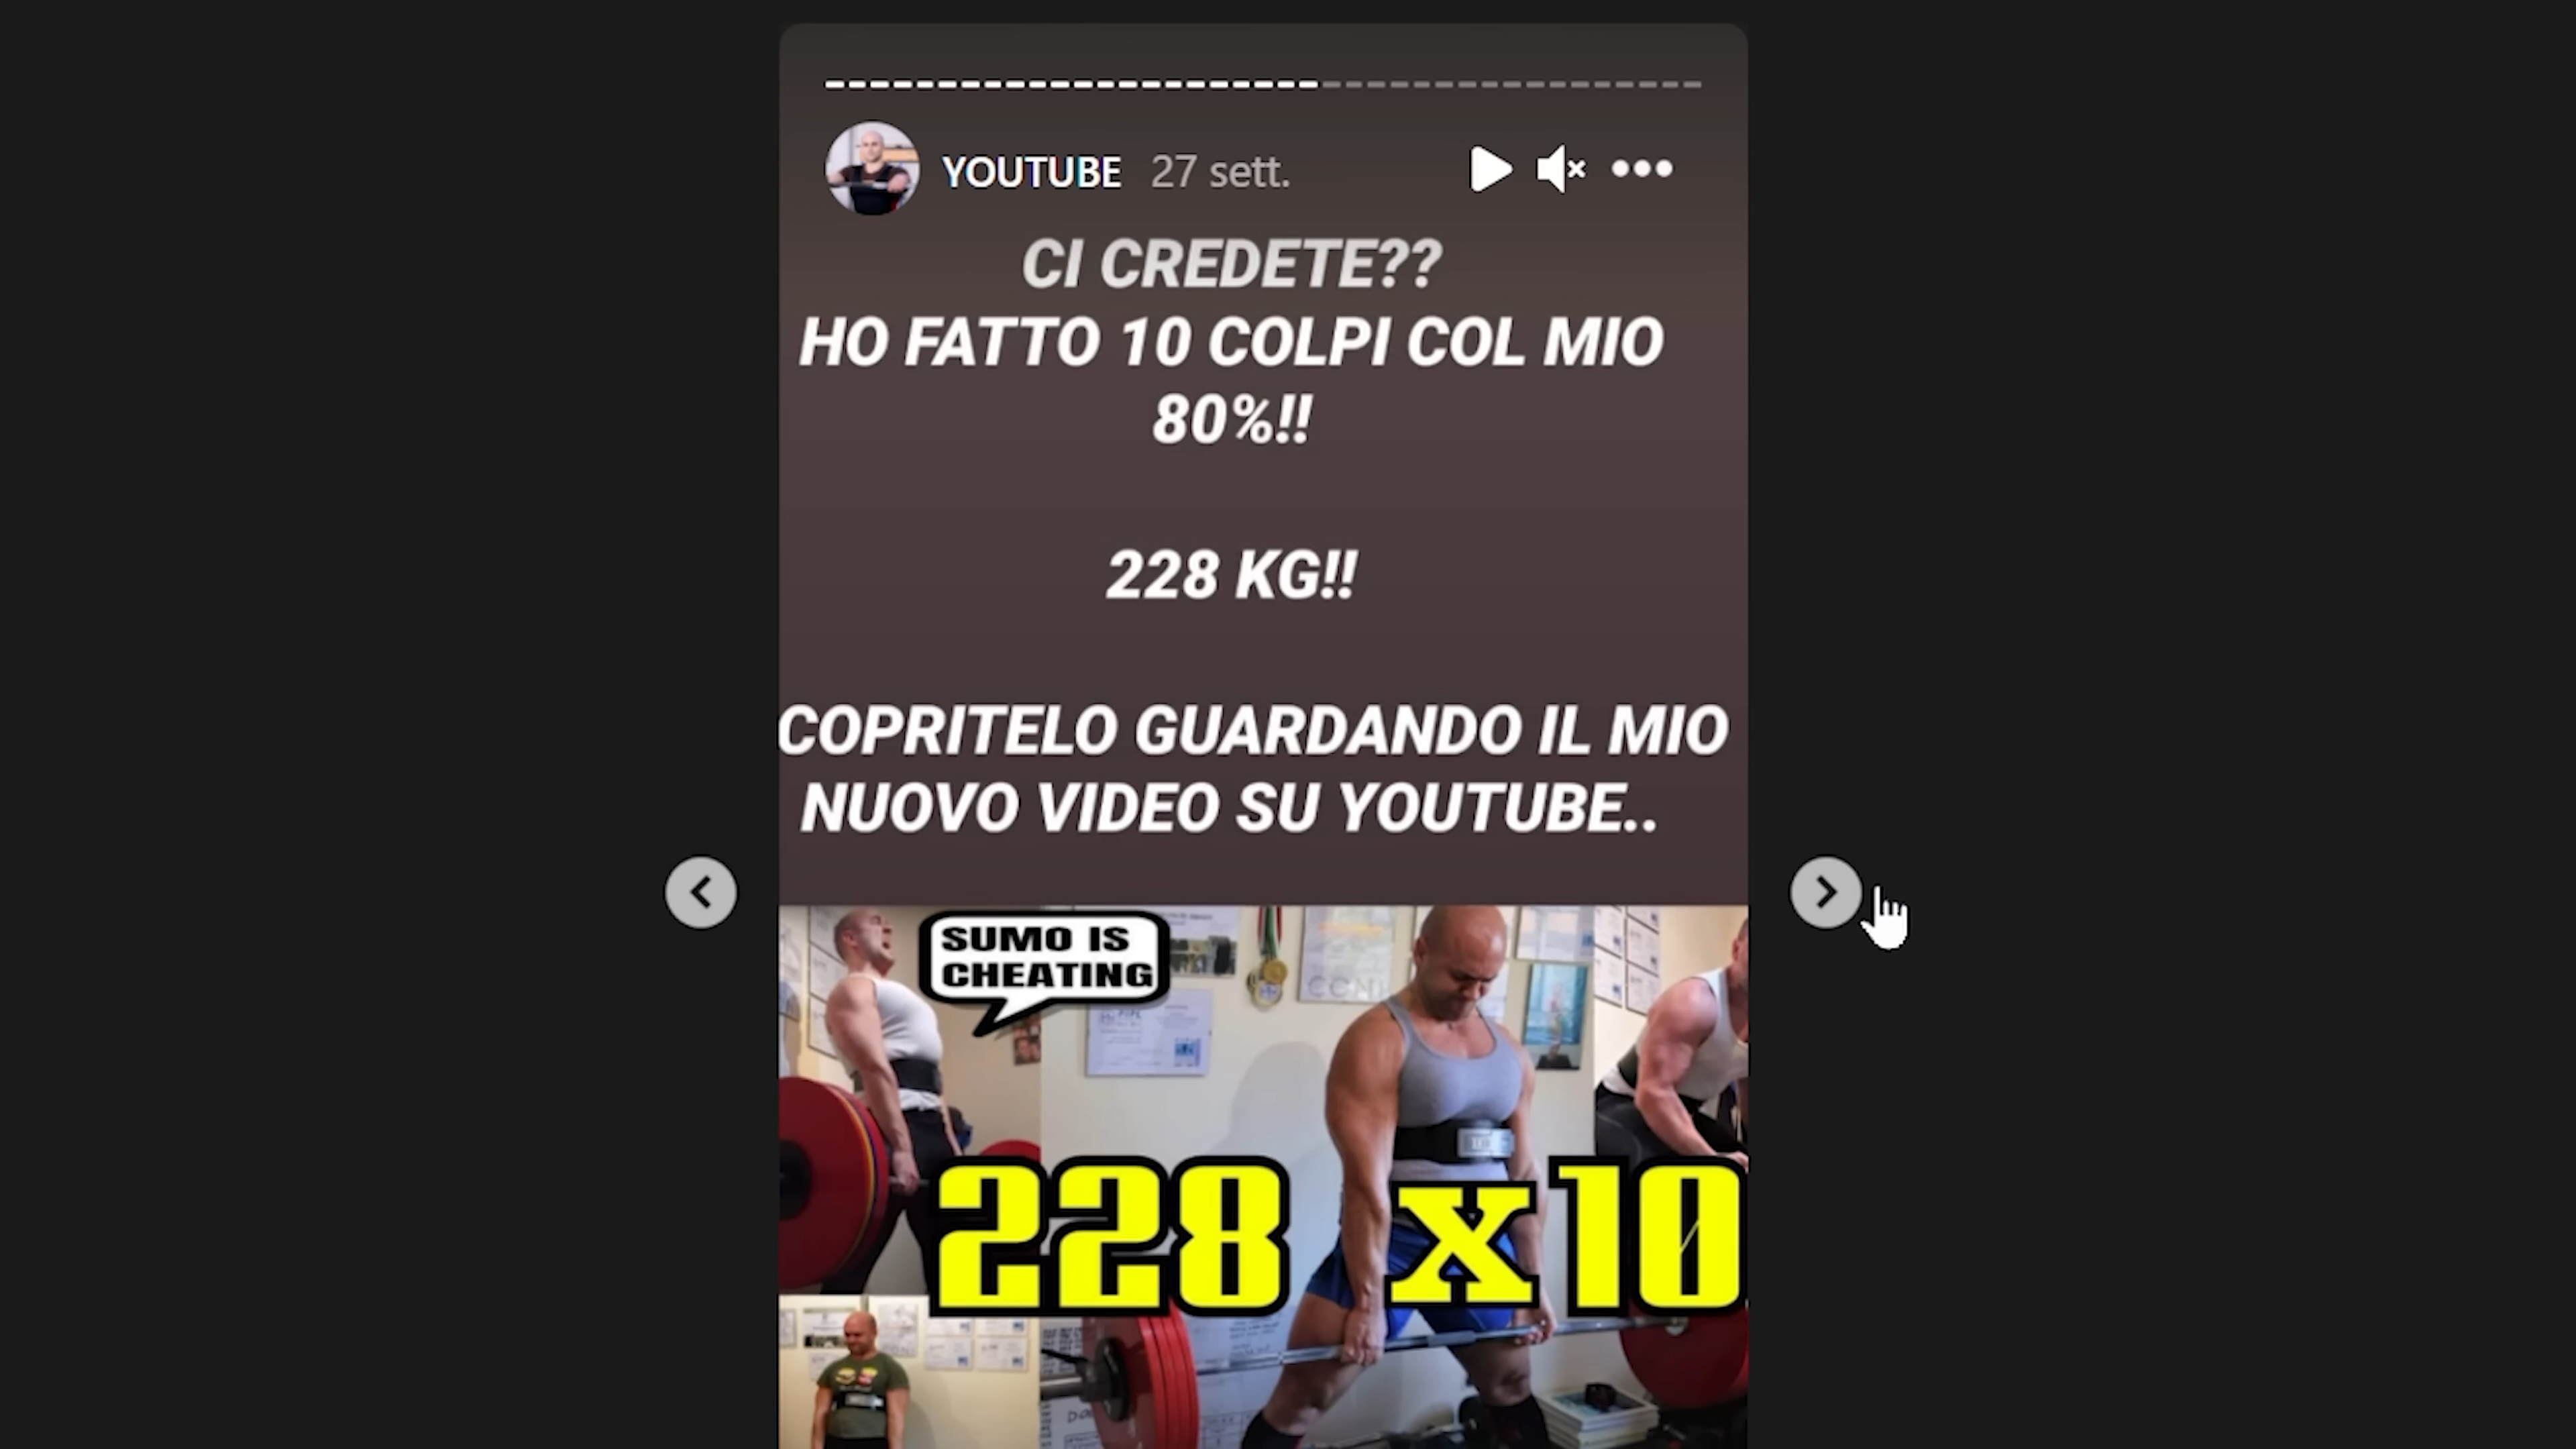 YOUTUBE 27 sett.
CI CREDETE??
HO FATTO 10 COLPI COL MIO
80%!!
228 KG!!
COPRITELO GUARDANDO IL MIO
NUOVO VIDEO SU YOUTUBE..
SUMO IS
CHEATING
CONI
228 x10